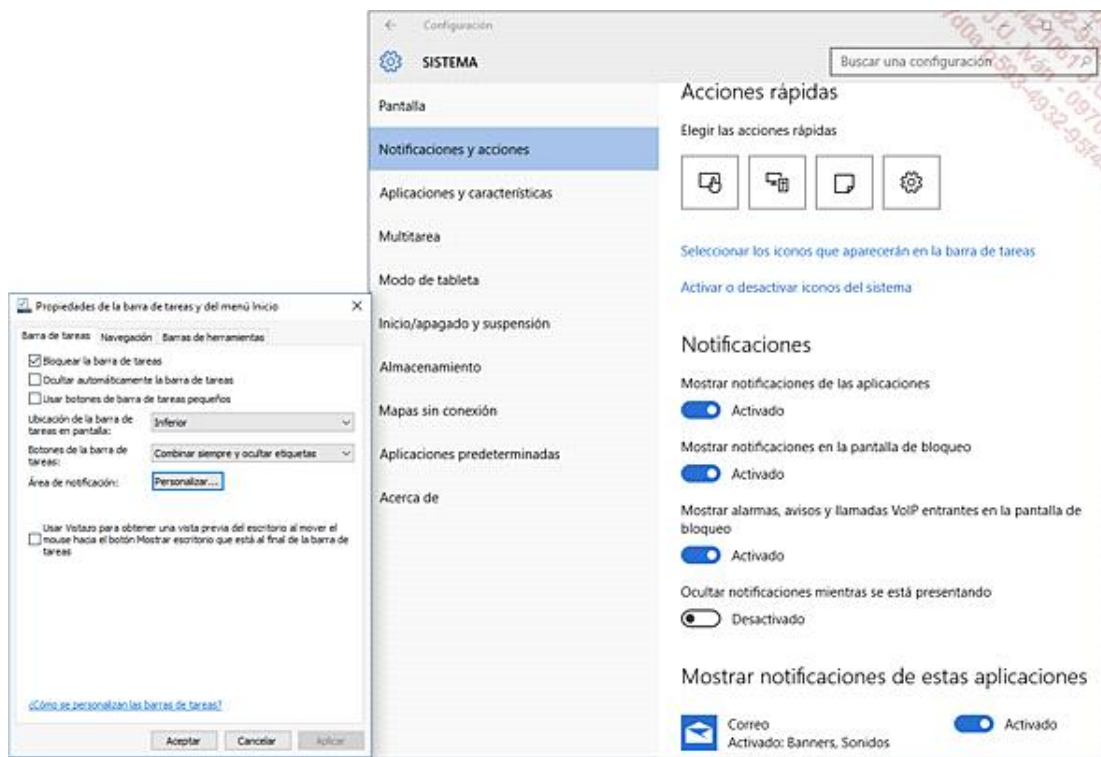 Configuración
SISTEMA
Buscar una configuración
Pantalla
Notificaciones y acciones
Aplicaciones y características
Multitarea
Modo de tableta
Inicio/apagado y suspensión
Almacenamiento
Mapas sin conexión
Aplicaciones predeterminadas
Acerca de
Acciones rápidas
Elegir las acciones rápidas
Seleccionar los iconos que aparecerán en la barra de tareas
Activar o desactivar iconos del sistema
Notificaciones
Mostrar notificaciones de las aplicaciones
Activado
Mostrar notificaciones en la pantalla de bloqueo
Activado
Mostrar alarmas, avisos y llamadas VoIP entrantes en la pantalla de
bloqueo
Activado
Ocultar notificaciones mientras se está presentando
Desactivado
Mostrar notificaciones de estas aplicaciones
Correo
Activado: Banners, Sonidos
Activado
Propiedades de la barra de tareas y del menú Inicio
Barra de tareas Navegación Barras de herramientas
Bloquear la barra de tareas
Ocultar automáticamente la barra de tareas
Usar botones de barra de tareas pequeños
Ubicación de la barra de
tareas en pantalla:
Inferior
Botones de la barra de
tareas:
Combinar siempre y ocultar etiquetas
Área de notificación:
Personalizar...
Usar Vistazo para obtener una vista previa del escritorio al mover el
mouse hacia el botón Mostrar escritorio que está al final de la barra de
tareas
¿Cómo se personalizan las barras de tareas?
Aceptar Cancelar Aplicar
J.U. Iván